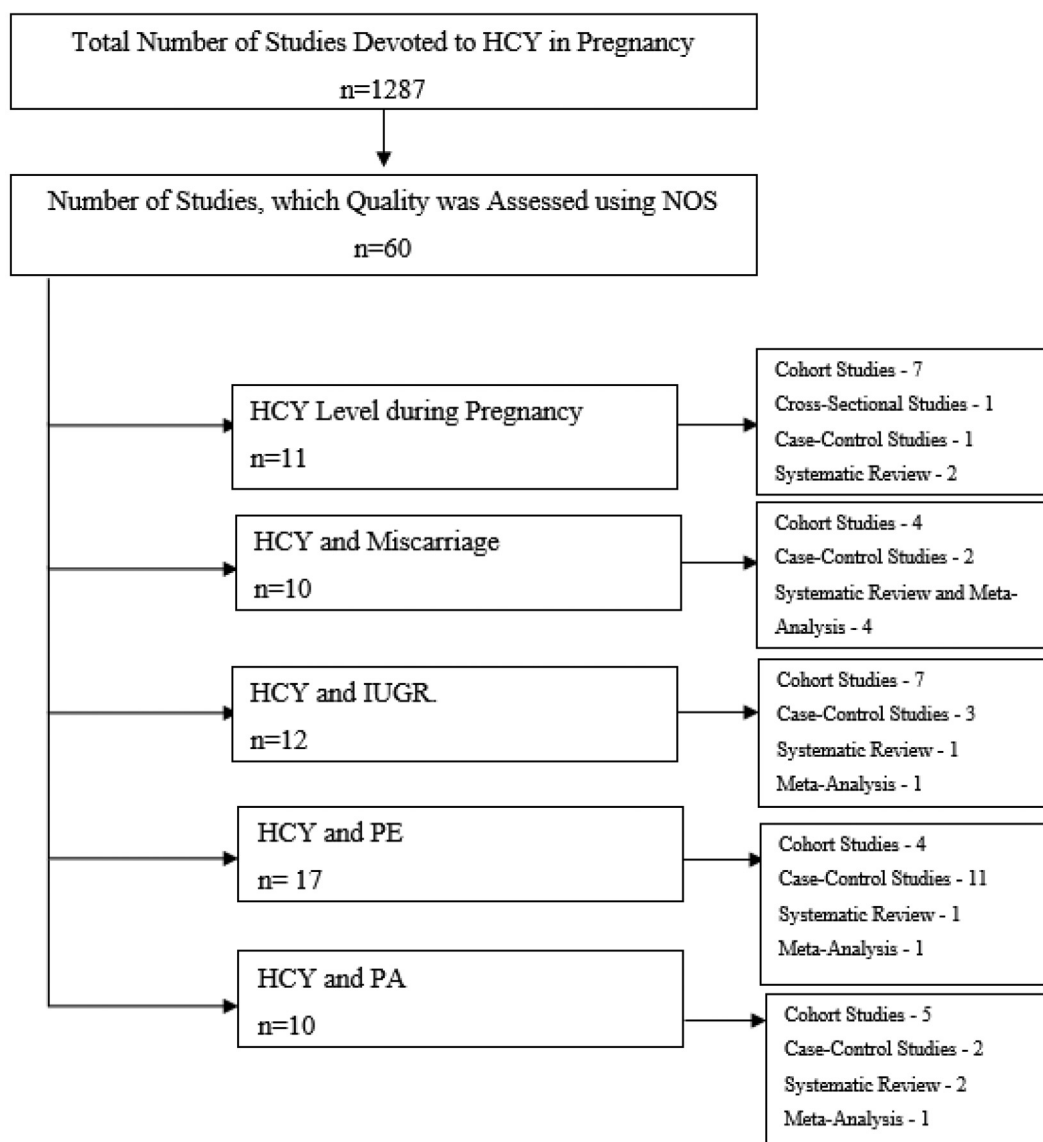 Total Number of Studies Devoted to HCY in Pregnancy
n=1287
Number of Studies, which Quality was Assessed using NOS
n=60
HCY Level during Pregnancy
n=11
Cohort Studies - 7
Cross-Sectional Studies - 1
Case-Control Studies - 1
Systematic Review - 2
HCY and Miscarriage
n=10
Cohort Studies - 4
Case-Control Studies - 2
Systematic Review and Meta-
Analysis - 4
HCY and IUGR.
n=12
Cohort Studies - 7
Case-Control Studies - 3
Systematic Review - 1
Meta-Analysis - 1
HCY and PE
n= 17
Cohort Studies - 4
Case-Control Studies - 11
Systematic Review - 1
Meta-Analysis - 1
HCY and PA
n=10
Cohort Studies - 5
Case-Control Studies - 2
Systematic Review - 2
Meta-Analysis - 1